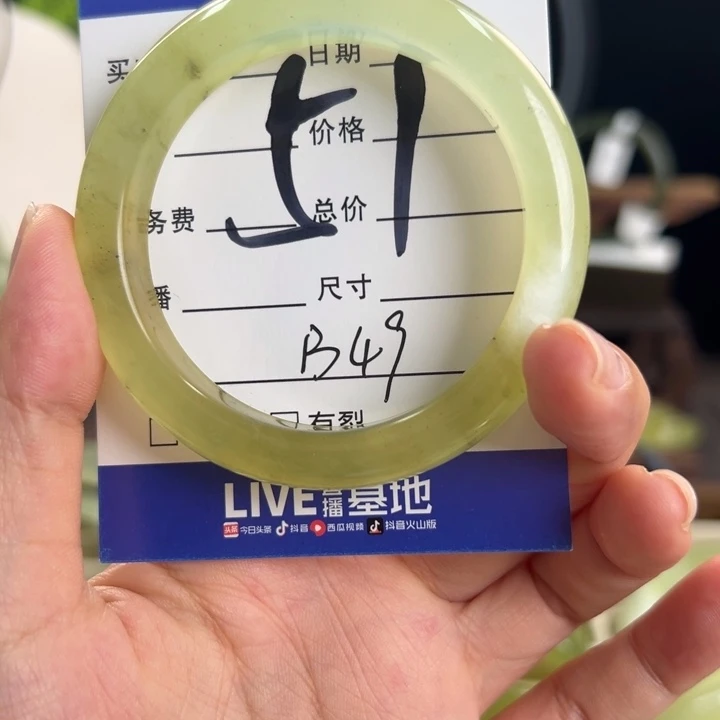 买 日期
51
价格
务费 总价
播 尺寸
B49
有裂
LIVE直播基地
头条 今日头条 抖音 西瓜视频 抖音火山版